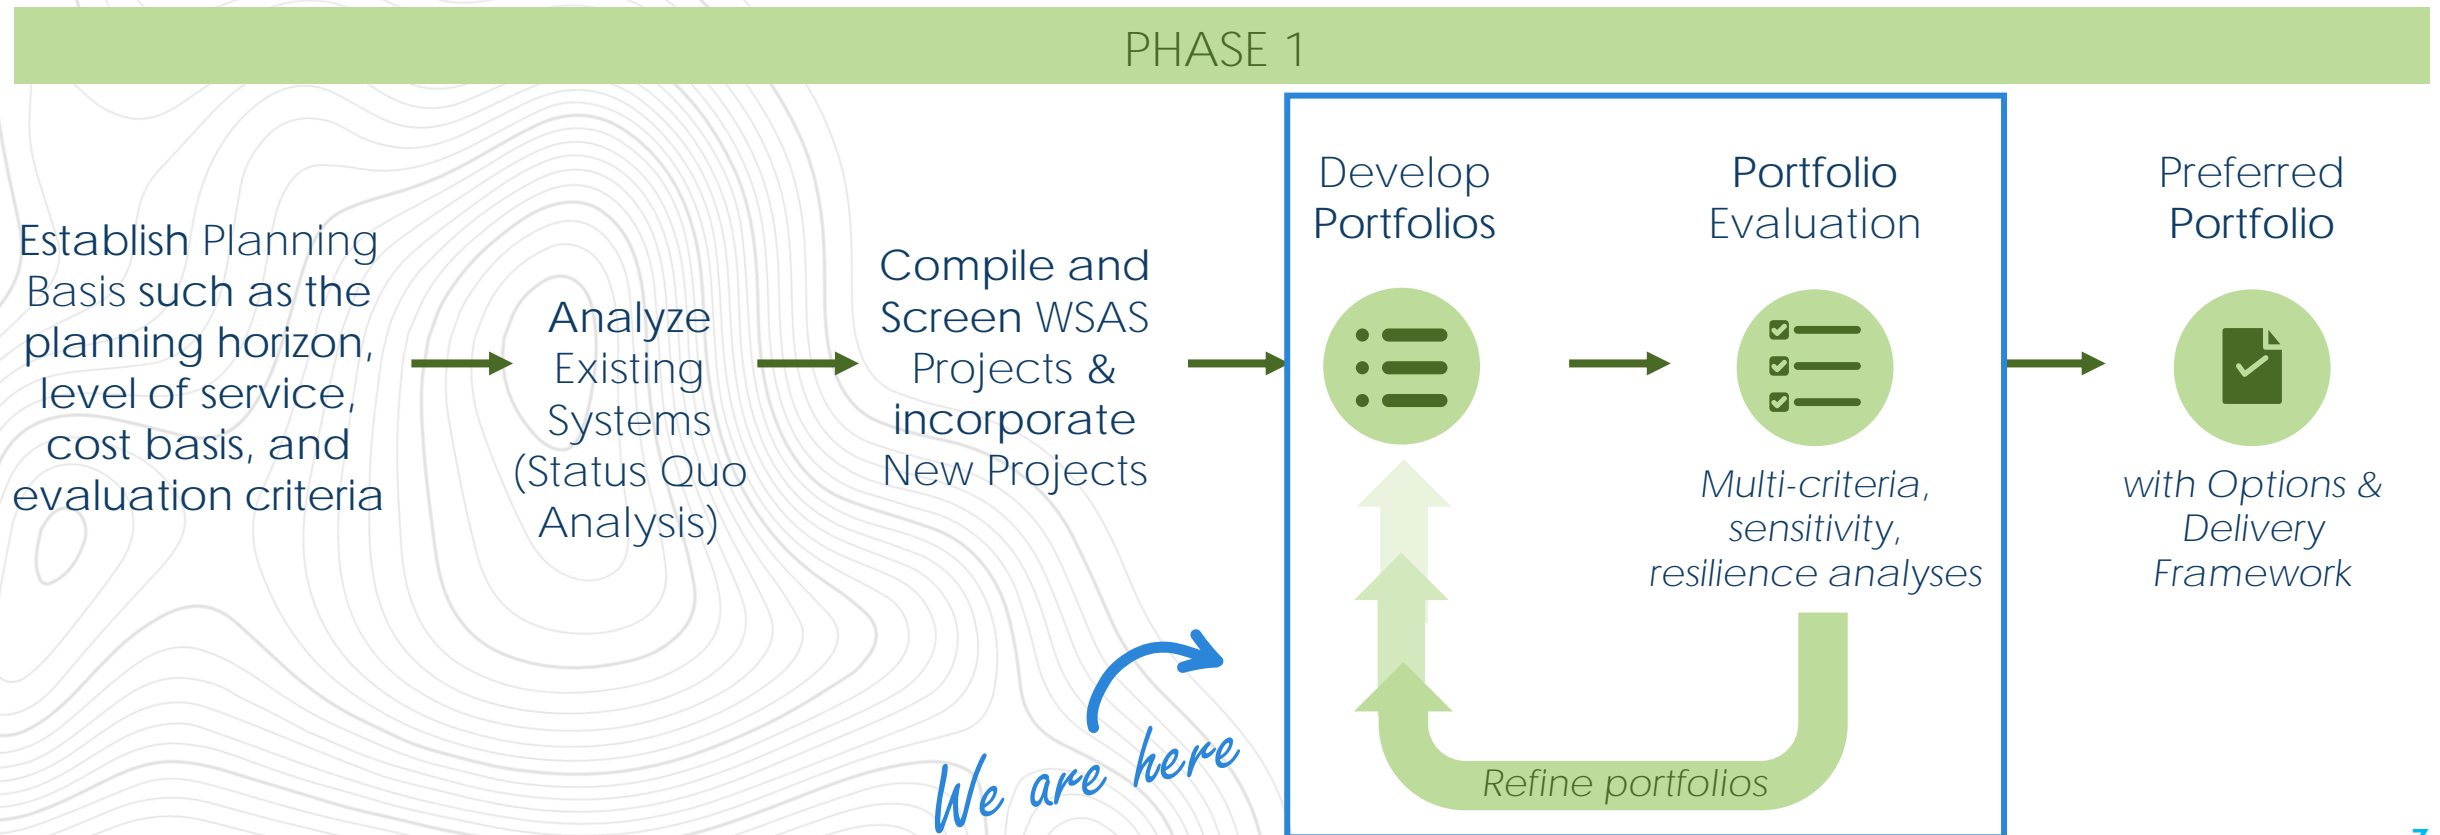 PHASE 1
Establish Planning
Basis such as the
planning horizon,
level of service,
cost basis, and
evaluation criteria
Analyze
Existing
Systems
(Status Quo
Analysis)
Compile and
Screen WSAS
Projects &
incorporate
New Projects
Develop
Portfolios
Portfolio
Evaluation
Multi-criteria,
sensitivity,
resilience analyses
Refine portfolios
Preferred
Portfolio
with Options &
Delivery
Framework
We are here